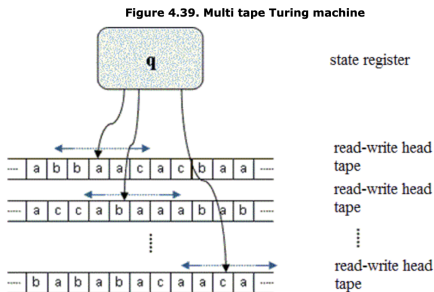 Figure 4.39. Multi tape Turing machine
q
state register
read-write head
..... a b b a a c a c b a a .....
tape
read-write head
..... a c c a b a a a b a b .....
tape
read-write head
..... b a b a b a c a a c a .....
tape